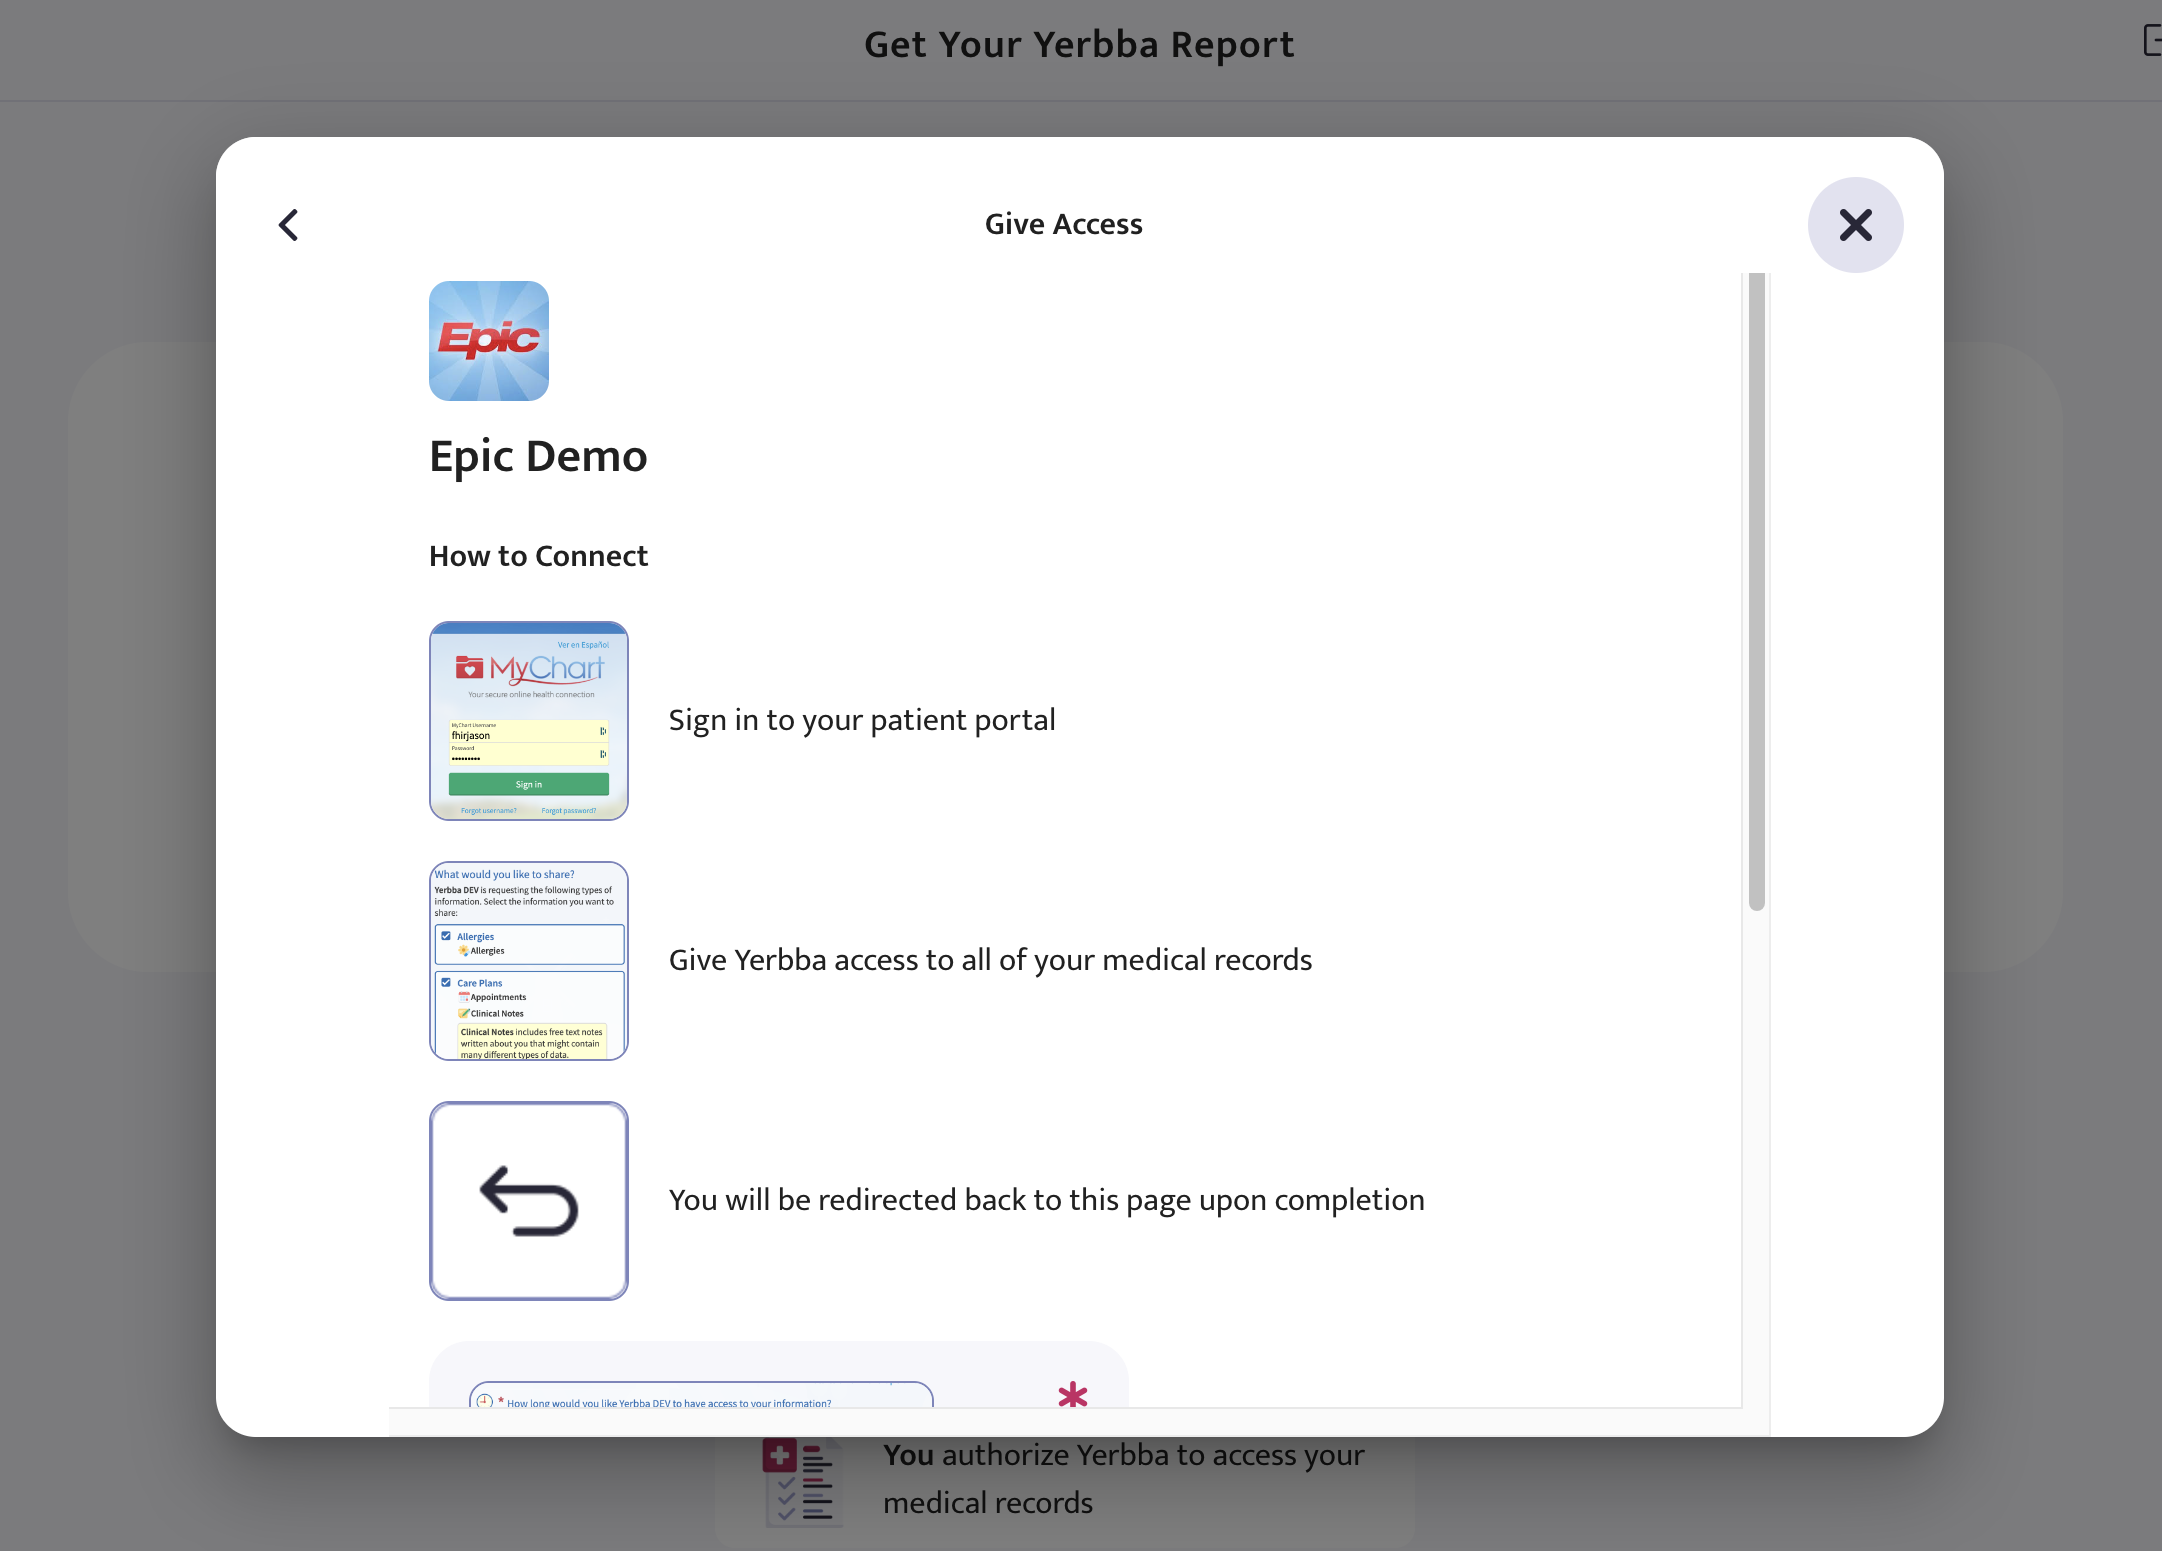 Get Your Yerbba Report
Give Access
Epic
Epic Demo
How to Connect
Ver en Español
MyChart
Your secure online health connection
MyChart Username
fhirjason
Password
Sign in
Forgot username?
Forgot password?
Sign in to your patient portal
What would you like to share?
Yerbba DEV is requesting the following types of
information. Select the information you want to
share:
Allergies
Allergies
Care Plans
Appointments
Clinical Notes
Clinical Notes includes free text notes
written about you that might contain
many different types of data.
Give Yerbba access to all of your medical records
You will be redirected back to this page upon completion
* How long would you like Yerbba DEV to have access to your information?
*
You authorize Yerbba to access your
medical records